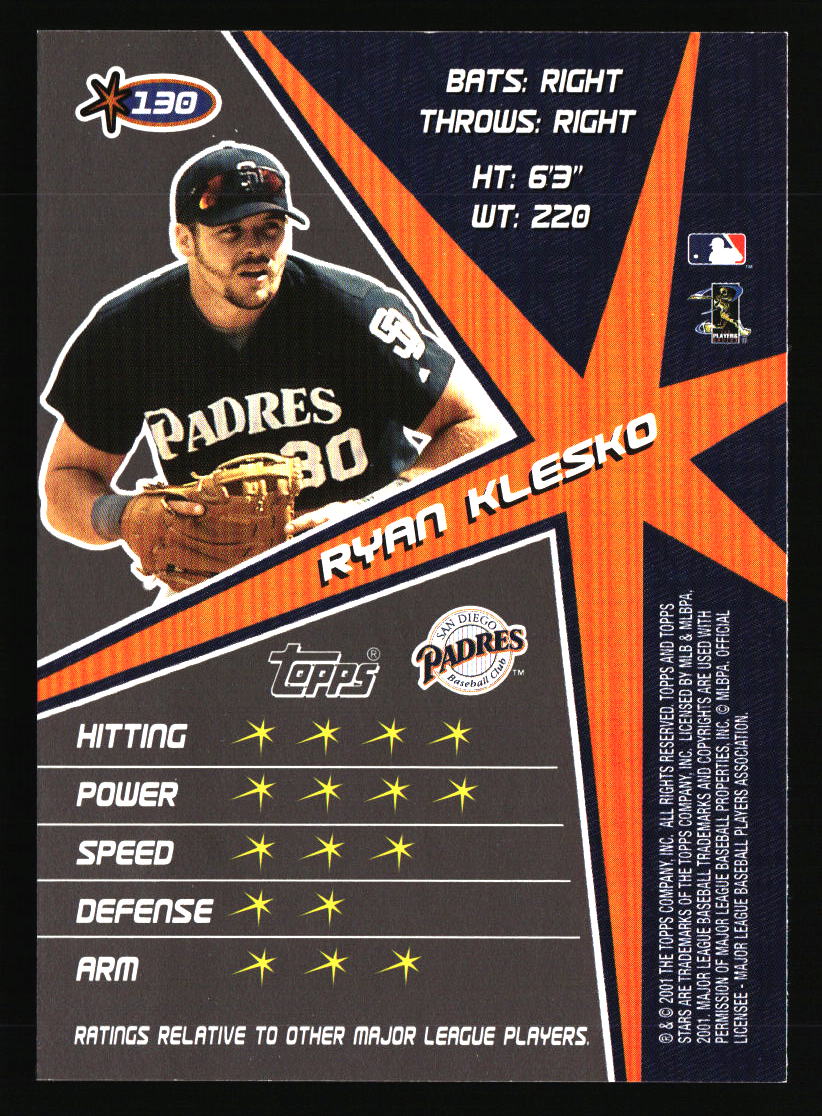 130
BATS: RIGHT
THROWS: RIGHT
HT: 6'3"
WT: 220
SD
SD
PADRES
30
PLAYERS
RYAN KLESKO
Topps®
SAN DIEGO
PADRES
Baseball Club
TM
HITTING
POWER
SPEED
DEFENSE
ARM
RATINGS RELATIVE TO OTHER MAJOR LEAGUE PLAYERS.
® & © 2001 THE TOPPS COMPANY, INC. ALL RIGHTS RESERVED. TOPPS AND TOPPS
STARS ARE TRADEMARKS OF THE TOPPS COMPANY, INC. LICENSED BY MLB & MLBPA,
2001. MAJOR LEAGUE BASEBALL TRADEMARKS AND COPYRIGHTS ARE USED WITH
PERMISSION OF MAJOR LEAGUE BASEBALL PROPERTIES, INC. © MLBPA. OFFICIAL
LICENSEE - MAJOR LEAGUE BASEBALL PLAYERS ASSOCIATION.